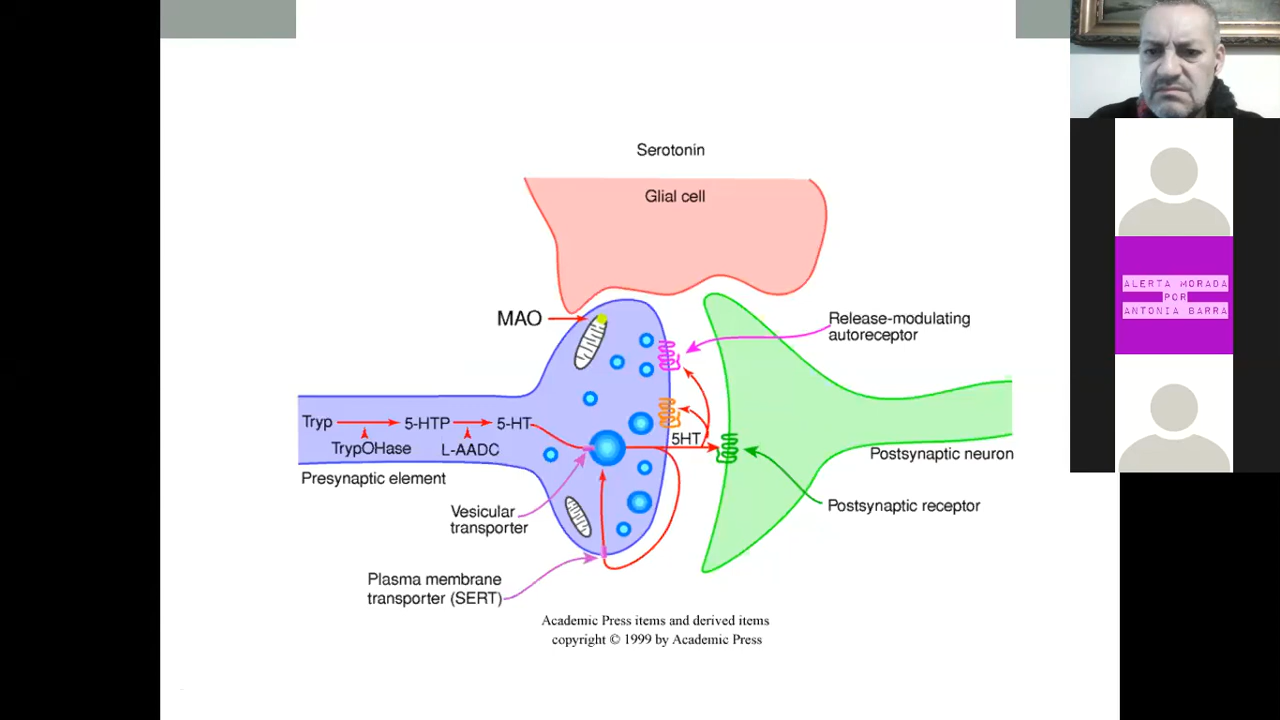 Serotonin
Glial cell
MAO
Release-modulating
autoreceptor
Tryp
5-HTP
5-HT
TrypOHase
L-AADC
5HT
Presynaptic element
Postsynaptic neuron
Vesicular
transporter
Postsynaptic receptor
Plasma membrane
transporter (SERT)
Academic Press items and derived items
copyright © 1999 by Academic Press
ALERTA MORADA
POR
ANTONIA BARRA